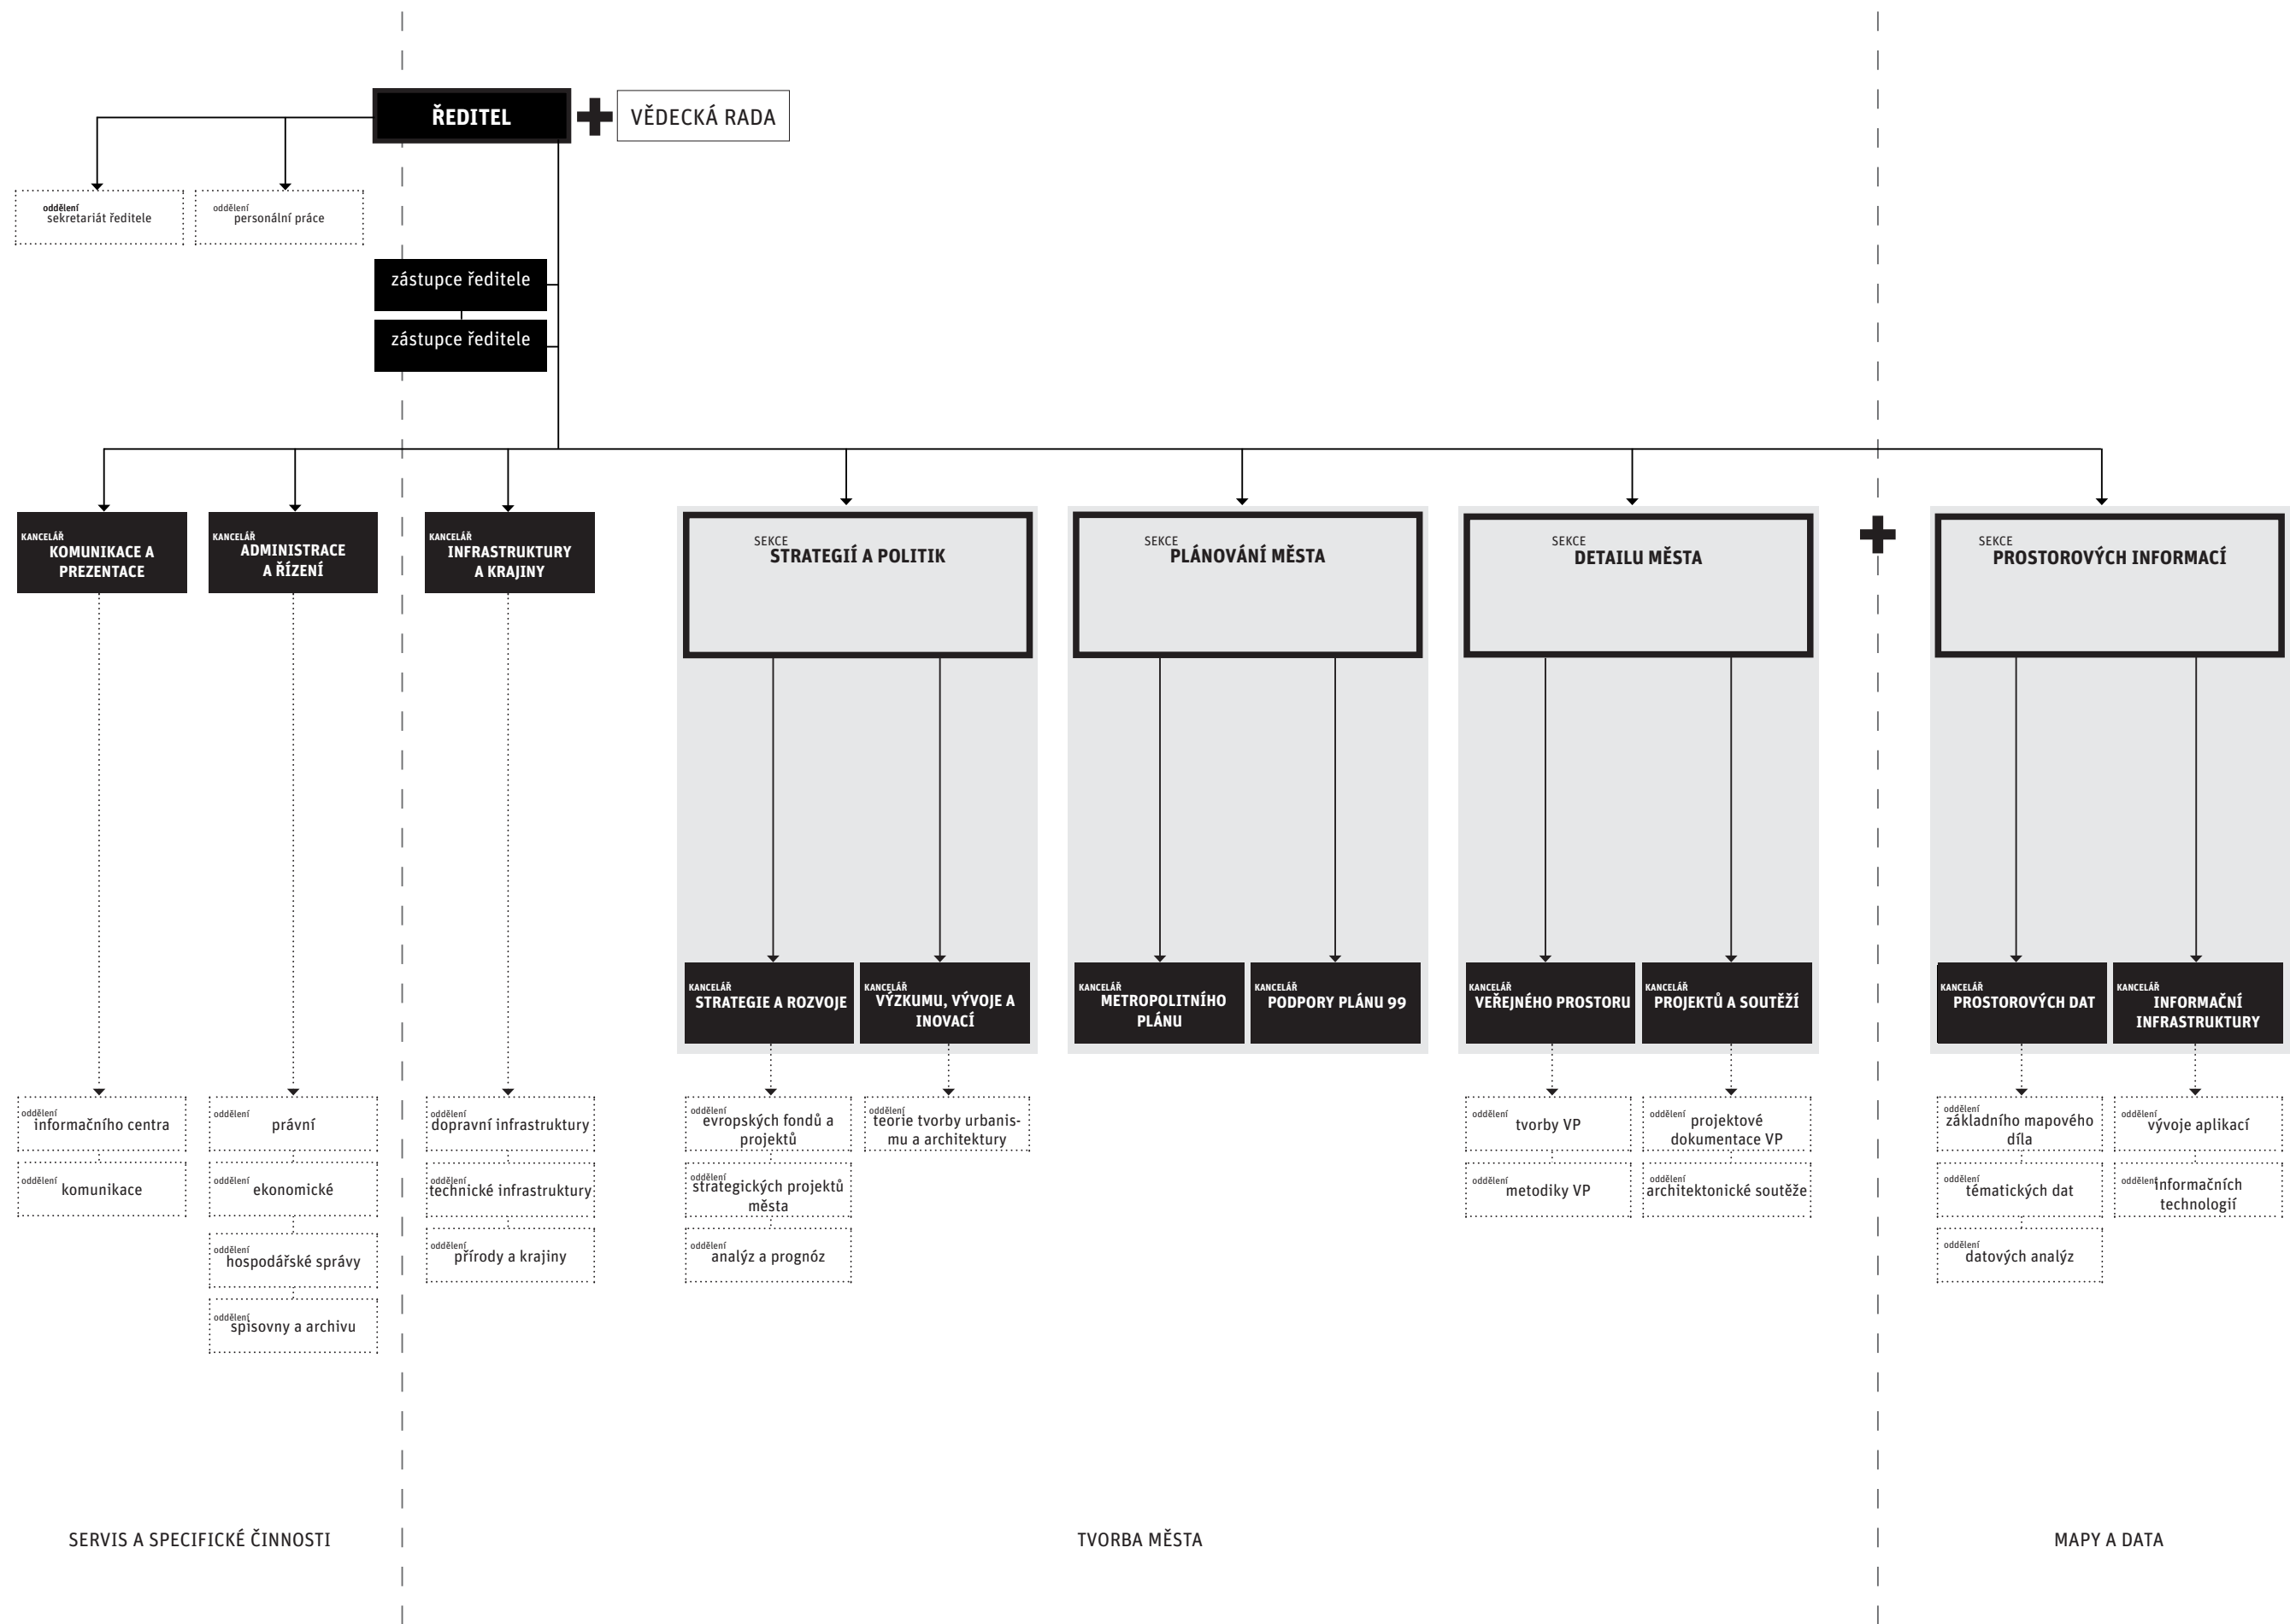 ŘEDITEL
VĚDECKÁ RADA
oddělení
sekretariát ředitele
oddělení
personální práce
zástupce ředitele
zástupce ředitele
KANCELÁŘ
KOMUNIKACE A
PREZENTACE
KANCELÁŘ
ADMINISTRACE
A ŘÍZENÍ
KANCELÁŘ
INFRASTRUKTURY
A KRAJINY
SEKCE
STRATEGIÍ A POLITIK
SEKCE
PLÁNOVÁNÍ MĚSTA
SEKCE
DETAILU MĚSTA
SEKCE
PROSTOROVÝCH INFORMACÍ
KANCELÁŘ
STRATEGIE A ROZVOJE
KANCELÁŘ
VÝZKUMU, VÝVOJE A
INOVACÍ
KANCELÁŘ
METROPOLITNÍHO
PLÁNU
KANCELÁŘ
PODPORY PLÁNU 99
KANCELÁŘ
VEŘEJNÉHO PROSTORU
KANCELÁŘ
PROJEKTŮ A SOUTĚŽÍ
KANCELÁŘ
PROSTOROVÝCH DAT
KANCELÁŘ
INFORMAČNÍ
INFRASTRUKTURY
oddělení
informačního centra
oddělení
komunikace
oddělení
právní
oddělení
ekonomické
oddělení
hospodářské správy
oddělení
spisovny a archivu
oddělení
dopravní infrastruktury
oddělení
technické infrastruktury
oddělení
přírody a krajiny
oddělení
evropských fondů a
projektů
oddělení
strategických projektů
města
oddělení
analýz a prognóz
oddělení
teorie tvorby urbanis-
mu a architektury
oddělení
tvorby VP
oddělení
metodiky VP
oddělení
projektové
dokumentace VP
oddělení
architektonické soutěže
oddělení
základního mapového
díla
oddělení
tématických dat
oddělení
datových analýz
oddělení
vývoje aplikací
oddělení
informačních
technologií
SERVIS A SPECIFICKÉ ČINNOSTI
TVORBA MĚSTA
MAPY A DATA